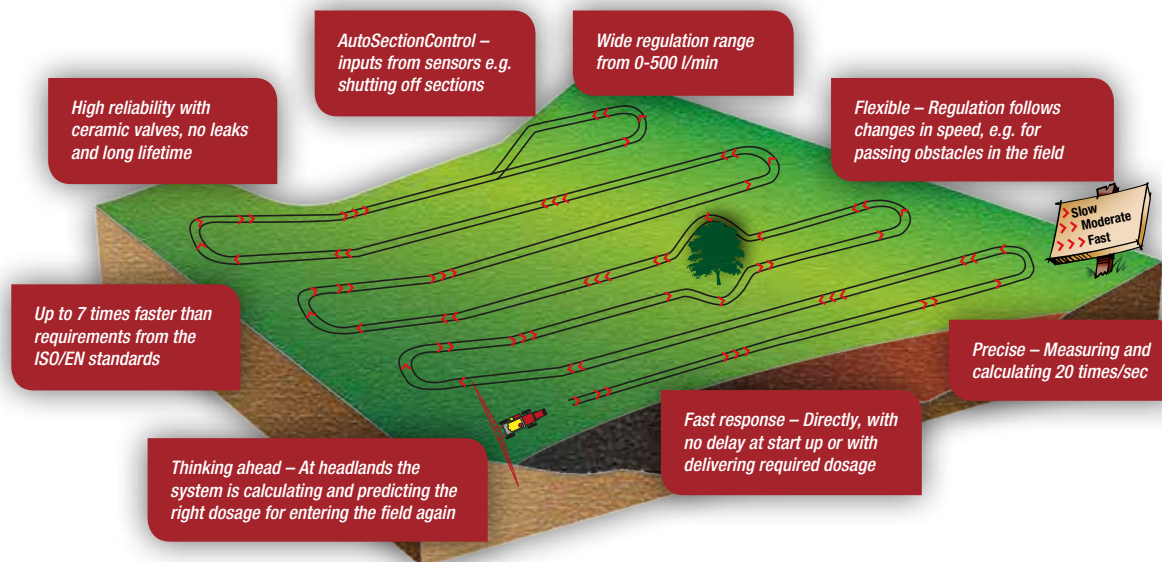 AutoSectionControl –
inputs from sensors e.g.
shutting off sections
Wide regulation range
from 0-500 l/min
High reliability with
ceramic valves, no leaks
and long lifetime
Flexible – Regulation follows
changes in speed, e.g. for
passing obstacles in the field
> Slow
> > Moderate
> > > Fast
Up to 7 times faster than
requirements from the
ISO/EN standards
Precise – Measuring and
calculating 20 times/sec
Fast response – Directly, with
no delay at start up or with
delivering required dosage
Thinking ahead – At headlands the
system is calculating and predicting the
right dosage for entering the field again